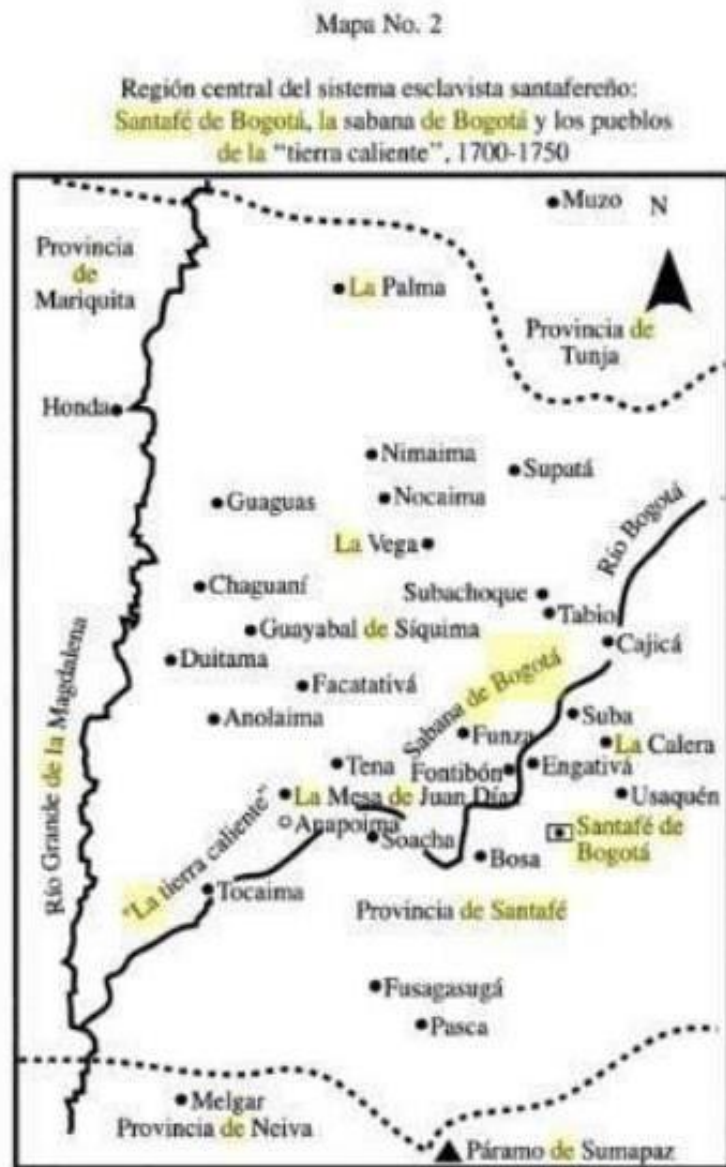 Mapa No. 2
Región central del sistema esclavista santafereño:
Santafé de Bogotá, la sabana de Bogotá y los pueblos
de la "tierra caliente", 1700-1750
Muzo
N
Provincia
de
Mariquita
La Palma
Provincia de
Tunja
Honda
Nimaima
Supatá
Guaguas
Nocaima
Río Bogotá
La Vega
Chaguaní
Subachoque
Tabio
Guayabal de Síquima
Cajicá
Duitama
Facatativá
Sabana de Bogotá
Río Grande de la Magdalena
Anolaima
Suba
Funza
La Calera
Tena
Fontibón
Engativá
La Mesa de Juan Díaz
Usaquén
Anapoima
Soacha
Santafé de
Bogotá
Bosa
"La tierra caliente"
Tocaima
Provincia de Santafé
Fusagasugá
Pasca
Melgar
Provincia de Neiva
Páramo de Sumapaz